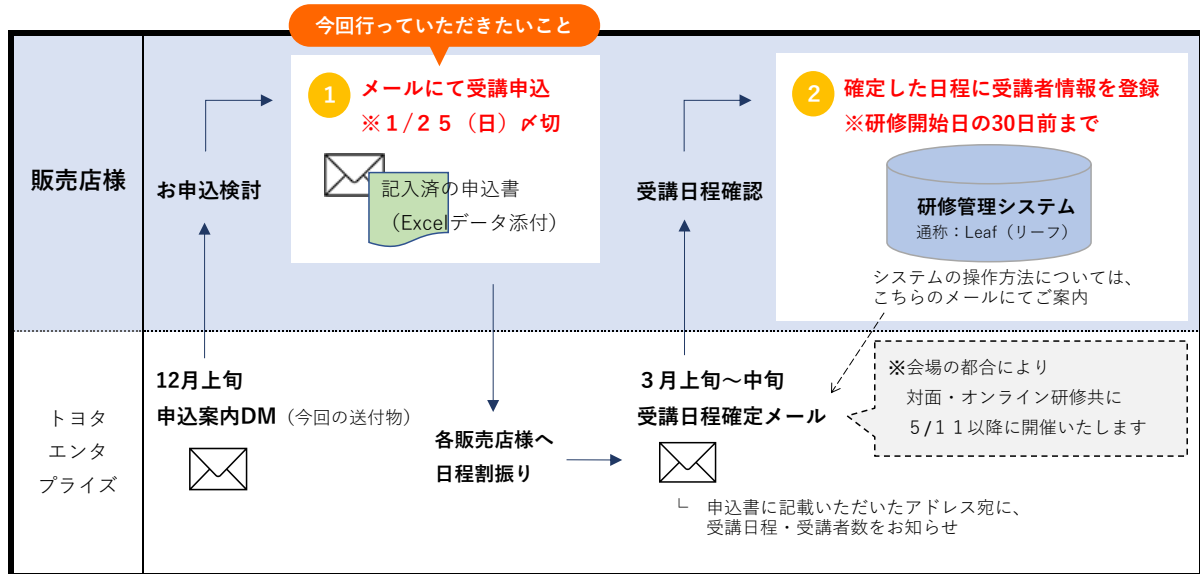 今回行っていただきたいこと
販売店様
お申込検討
1
メールにて受講申込
※1/25（日）〆切
記入済の申込書
（Excelデータ添付）
受講日程確認
2
確定した日程に受講者情報を登録
※研修開始日の30日前まで
研修管理システム
通称：Leaf（リーフ）
システムの操作方法については、
こちらのメールにてご案内
トヨタ
エンタ
プライズ
12月上旬
申込案内DM（今回の送付物）
各販売店様へ
日程割振り
３月上旬～中旬
受講日程確定メール
└ 申込書に記載いただいたアドレス宛に、
受講日程・受講者数をお知らせ
※会場の都合により
対面・オンライン研修共に
５/１１以降に開催いたします